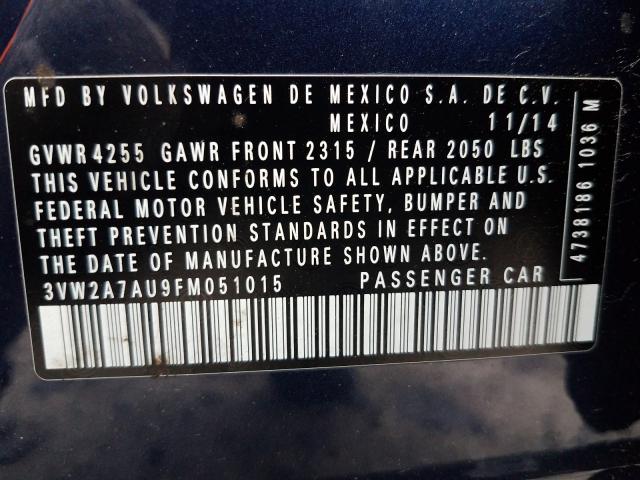 MFD BY VOLKSWAGEN DE MEXICO S.A. DE C.V.
MEXICO 11/14
GVWR 4255 GAWR FRONT 2315 / REAR 2050 LBS
THIS VEHICLE CONFORMS TO ALL APPLICABLE U.S.
FEDERAL MOTOR VEHICLE SAFETY, BUMPER AND
THEFT PREVENTION STANDARDS IN EFFECT ON
THE DATE OF MANUFACTURE SHOWN ABOVE.
3VW2A7AU9FM051015 PASSENGER CAR
4738186 1036 M